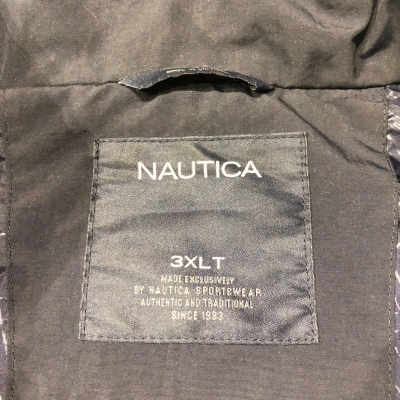 NAUTICA
3XLT
MADE EXCLUSIVELY
BY NAUTICA SPORTSWEAR
AUTHENTIC AND TRADITIONAL
SINCE 1983